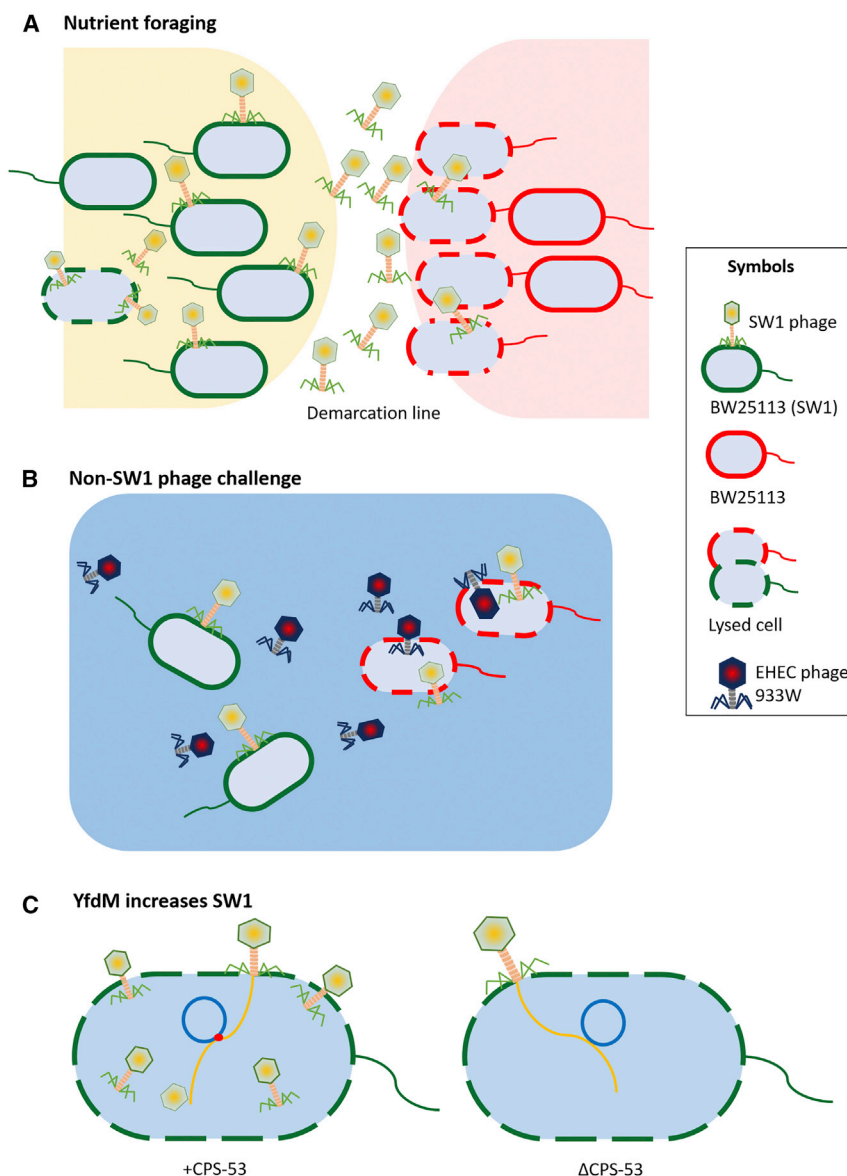 A Nutrient foraging
Demarcation line
B Non-SW1 phage challenge
Symbols
SW1 phage
BW25113 (SW1)
BW25113
Lysed cell
EHEC phage
933W
C YfdM increases SW1
+CPS-53
ΔCPS-53